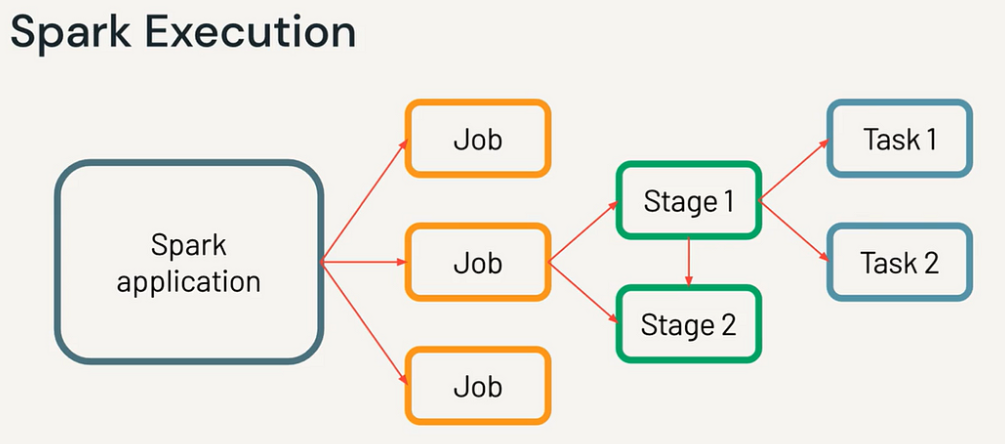 Spark Execution
Spark
application
Job
Job
Job
Stage 1
Stage 2
Task 1
Task 2